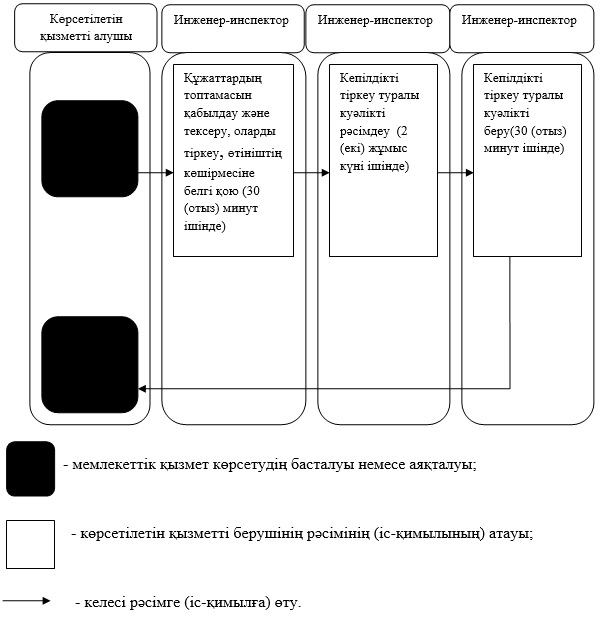 Көрсетілетін
қызметті алушы
Инженер-инспектор
Инженер-инспектор
Инженер-инспектор
Құжаттардың
топтамасын
қабылдау және
тексеру, оларды
тіркеу, өтініштің
көшірмесіне
белгі қою (30
(отыз) минут
ішінде)
Кепілдікті
тіркеу туралы
куәлікті
рәсімдеу (2
(екі) жұмыс
күні ішінде)
Кепілдікті
тіркеу туралы
куәлікті
беру(30 (отыз)
минут ішінде)
- мемлекеттік қызмет көрсетудің басталуы немесе аяқталуы;
- көрсетілетін қызметті берушінің рәсімінің (іс-қимылының) атауы;
- келесі рәсімге (іс-қимылға) өту.